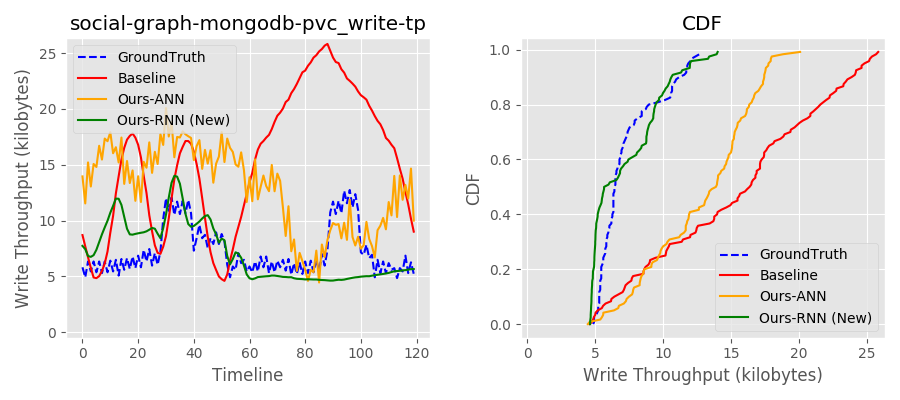 social-graph-mongodb-pvc_write-tp
25
20
15
10
5
0
Write Throughput (kilobytes)
GroundTruth
Baseline
Ours-ANN
Ours-RNN (New)
0 20 40 60 80 100 120
Timeline
CDF
1.0
0.8
0.6
0.4
0.2
0.0
CDF
GroundTruth
Baseline
Ours-ANN
Ours-RNN (New)
0 5 10 15 20 25
Write Throughput (kilobytes)